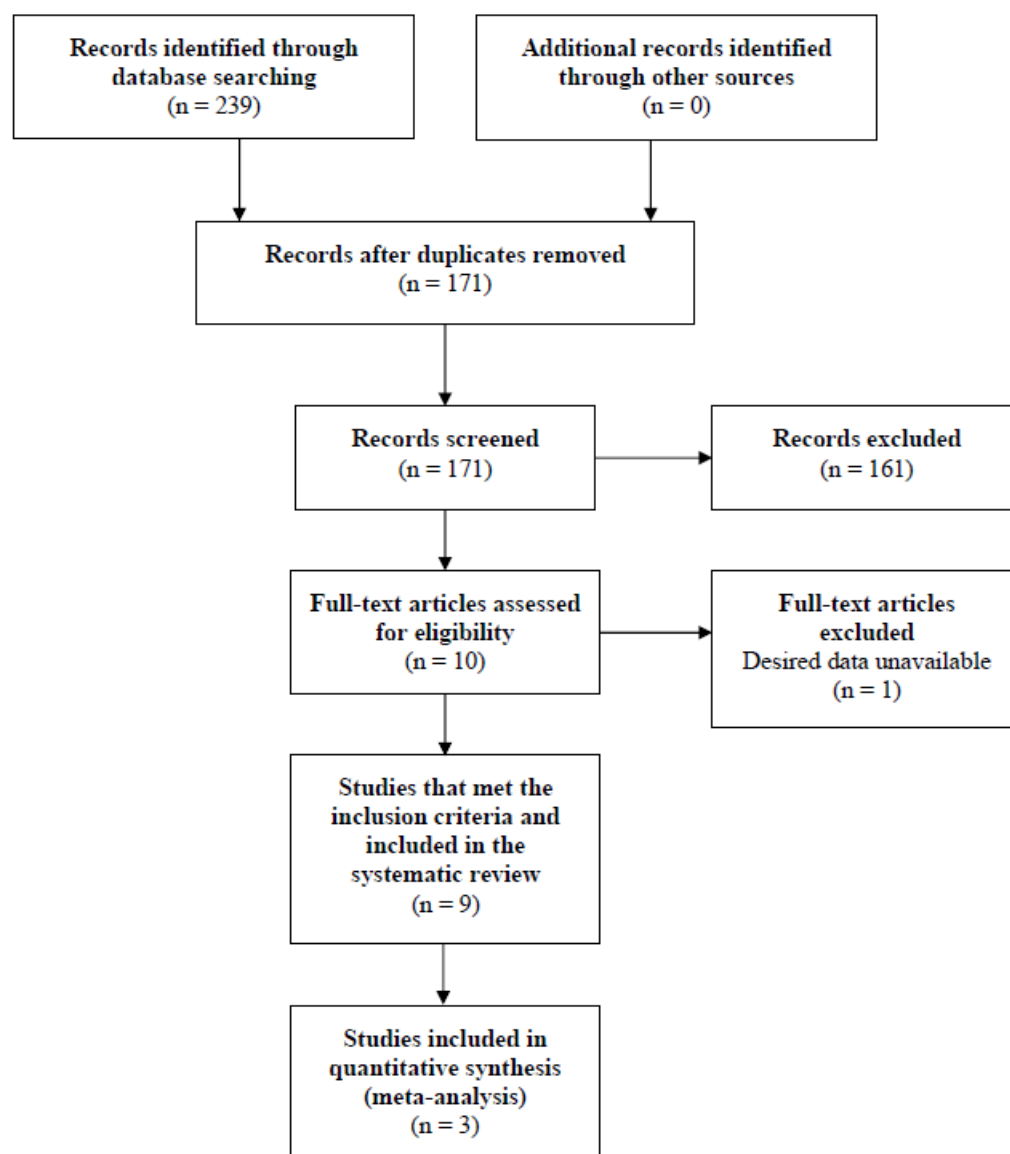 Records identified through
database searching
(n = 239)
Additional records identified
through other sources
(n = 0)
Records after duplicates removed
(n = 171)
Records screened
(n = 171)
Records excluded
(n = 161)
Full-text articles assessed
for eligibility
(n = 10)
Full-text articles
excluded
Desired data unavailable
(n = 1)
Studies that met the
inclusion criteria and
included in the
systematic review
(n = 9)
Studies included in
quantitative synthesis
(meta-analysis)
(n = 3)